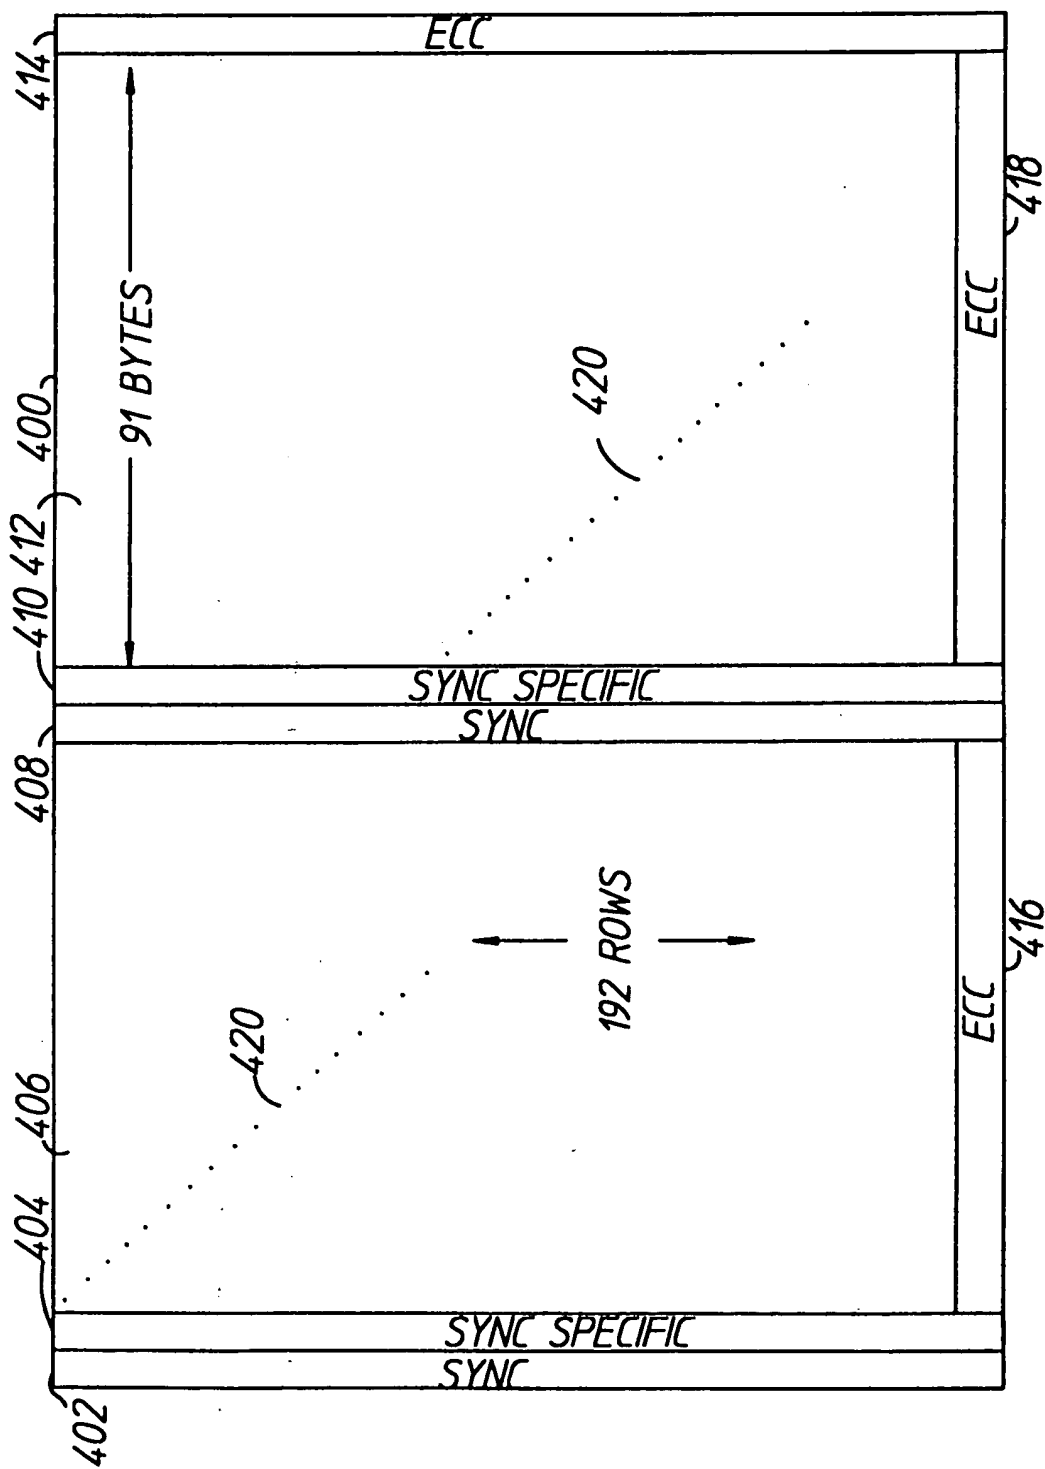 402
404
406
408
410
412
400
414
91 BYTES
420
SYNC
SYNC SPECIFIC
SYNC
SYNC SPECIFIC
ECC
420
192 ROWS
ECC
ECC
416
418